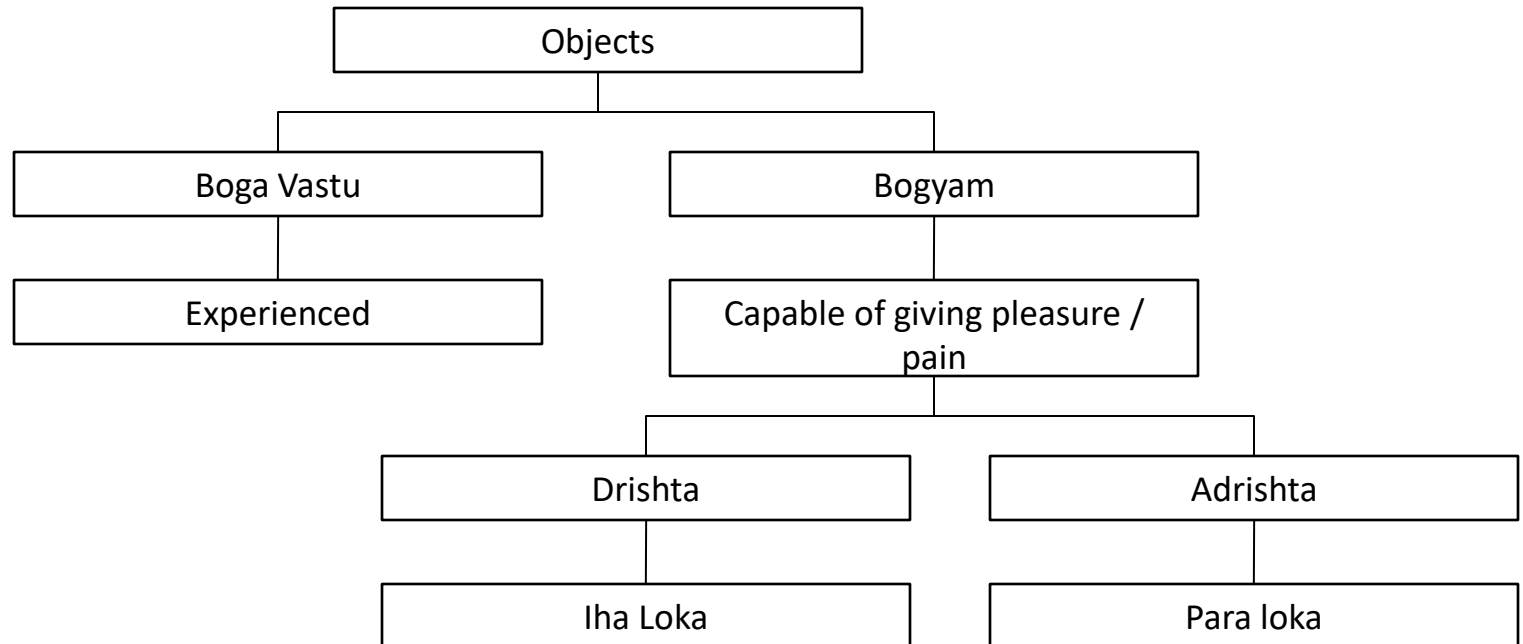 Objects
Boga Vastu
Bogyam
Experienced
Capable of giving pleasure /
pain
Drishta
Adrishta
Iha Loka
Para loka